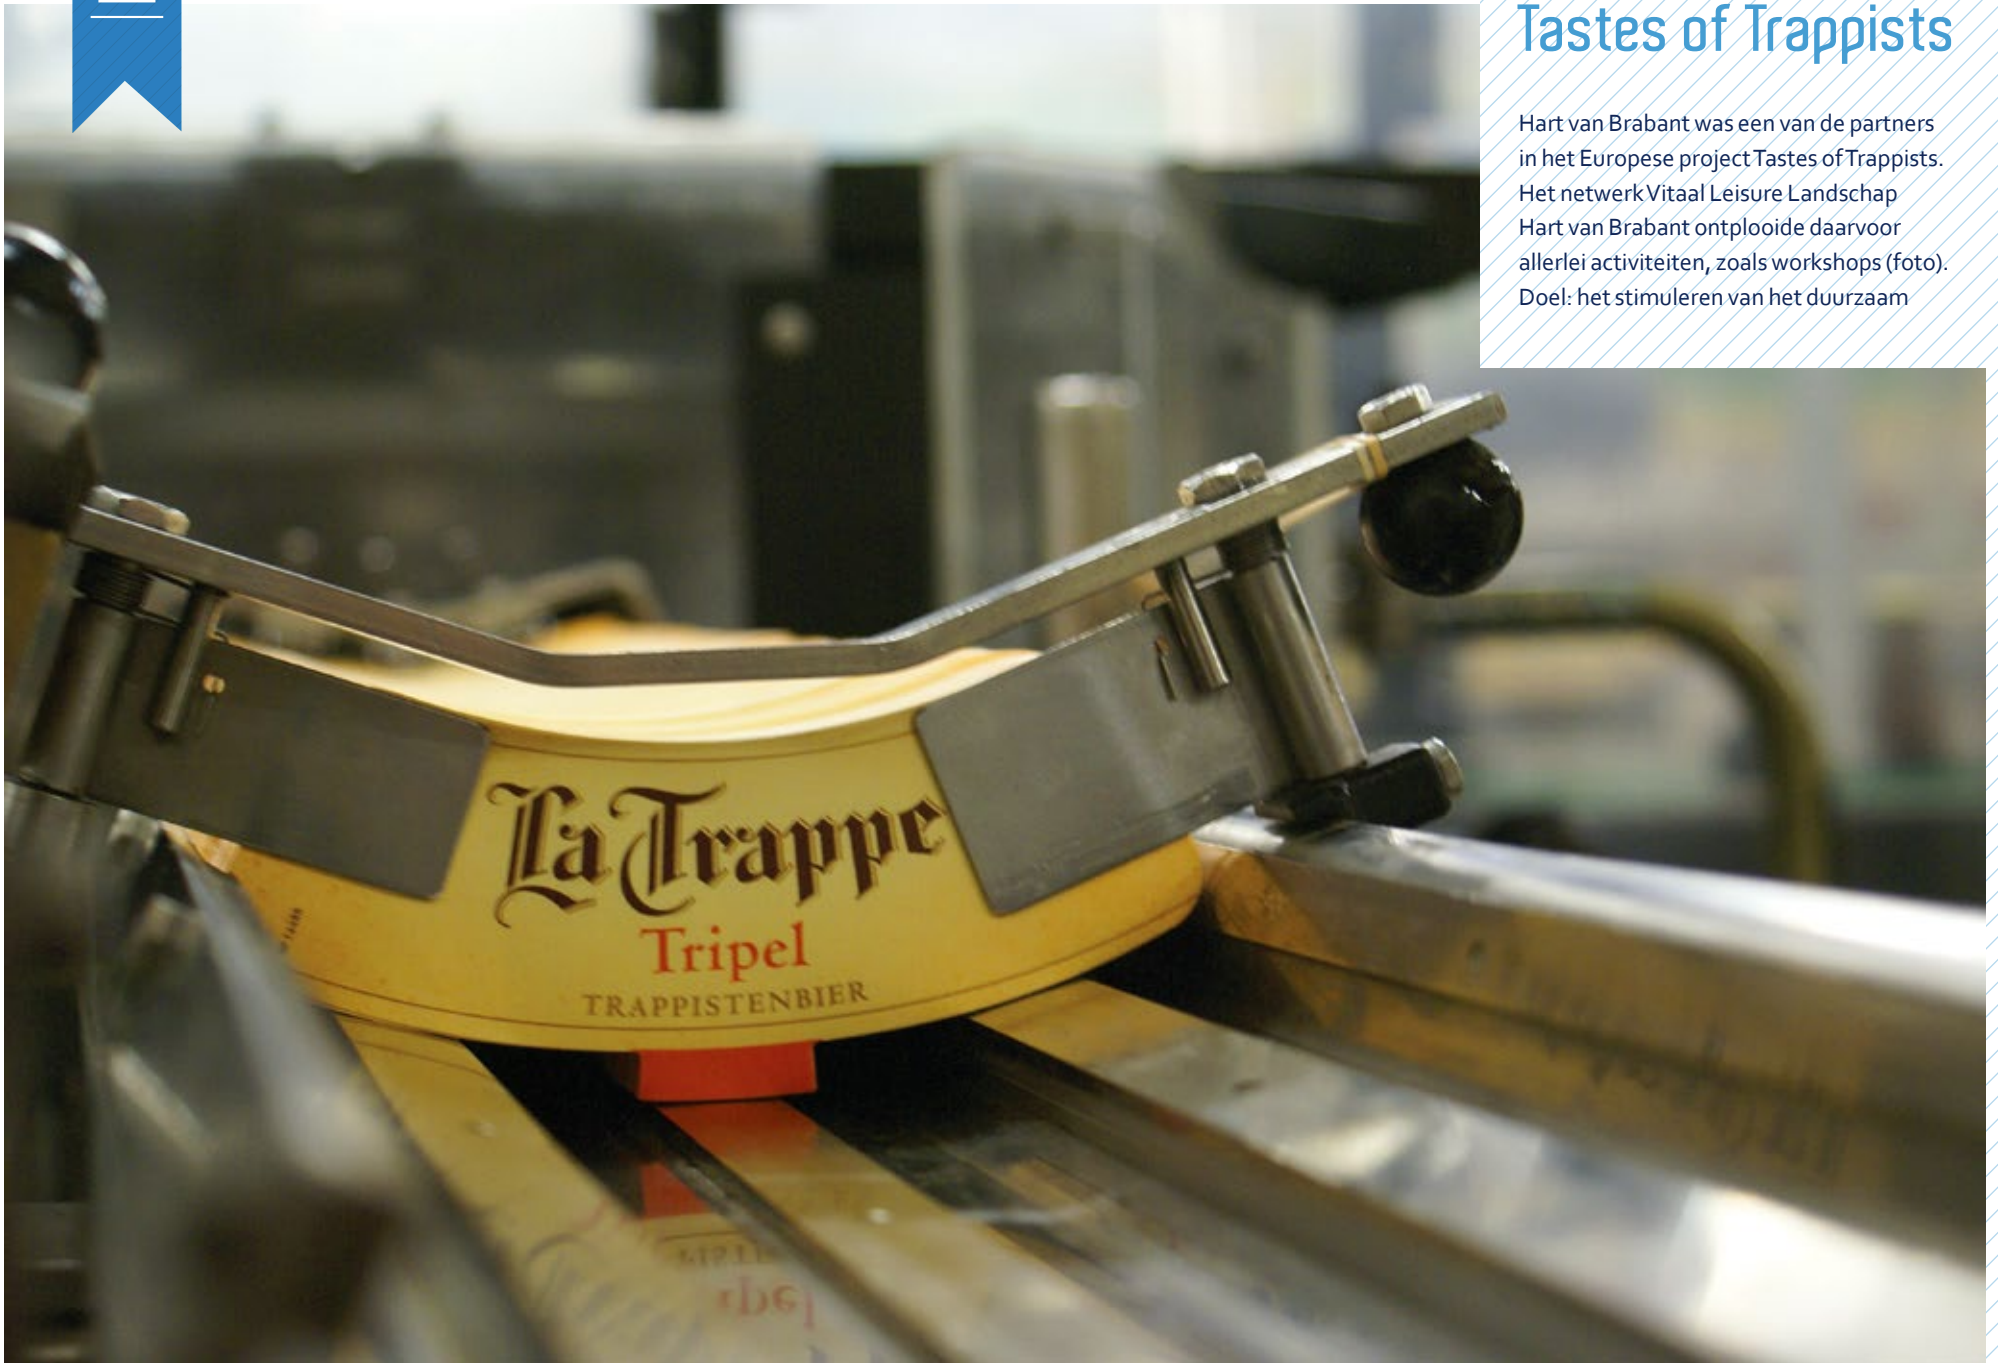 Tastes of Trappists
Hart van Brabant was een van de partners
in het Europese project Tastes of Trappists.
Het netwerk Vitaal Leisure Landschap
Hart van Brabant ontplooide daarvoor
allerlei activiteiten, zoals workshops (foto).
Doel: het stimuleren van het duurzaam
La Trappe
Tripel
TRAPPISTENBIER